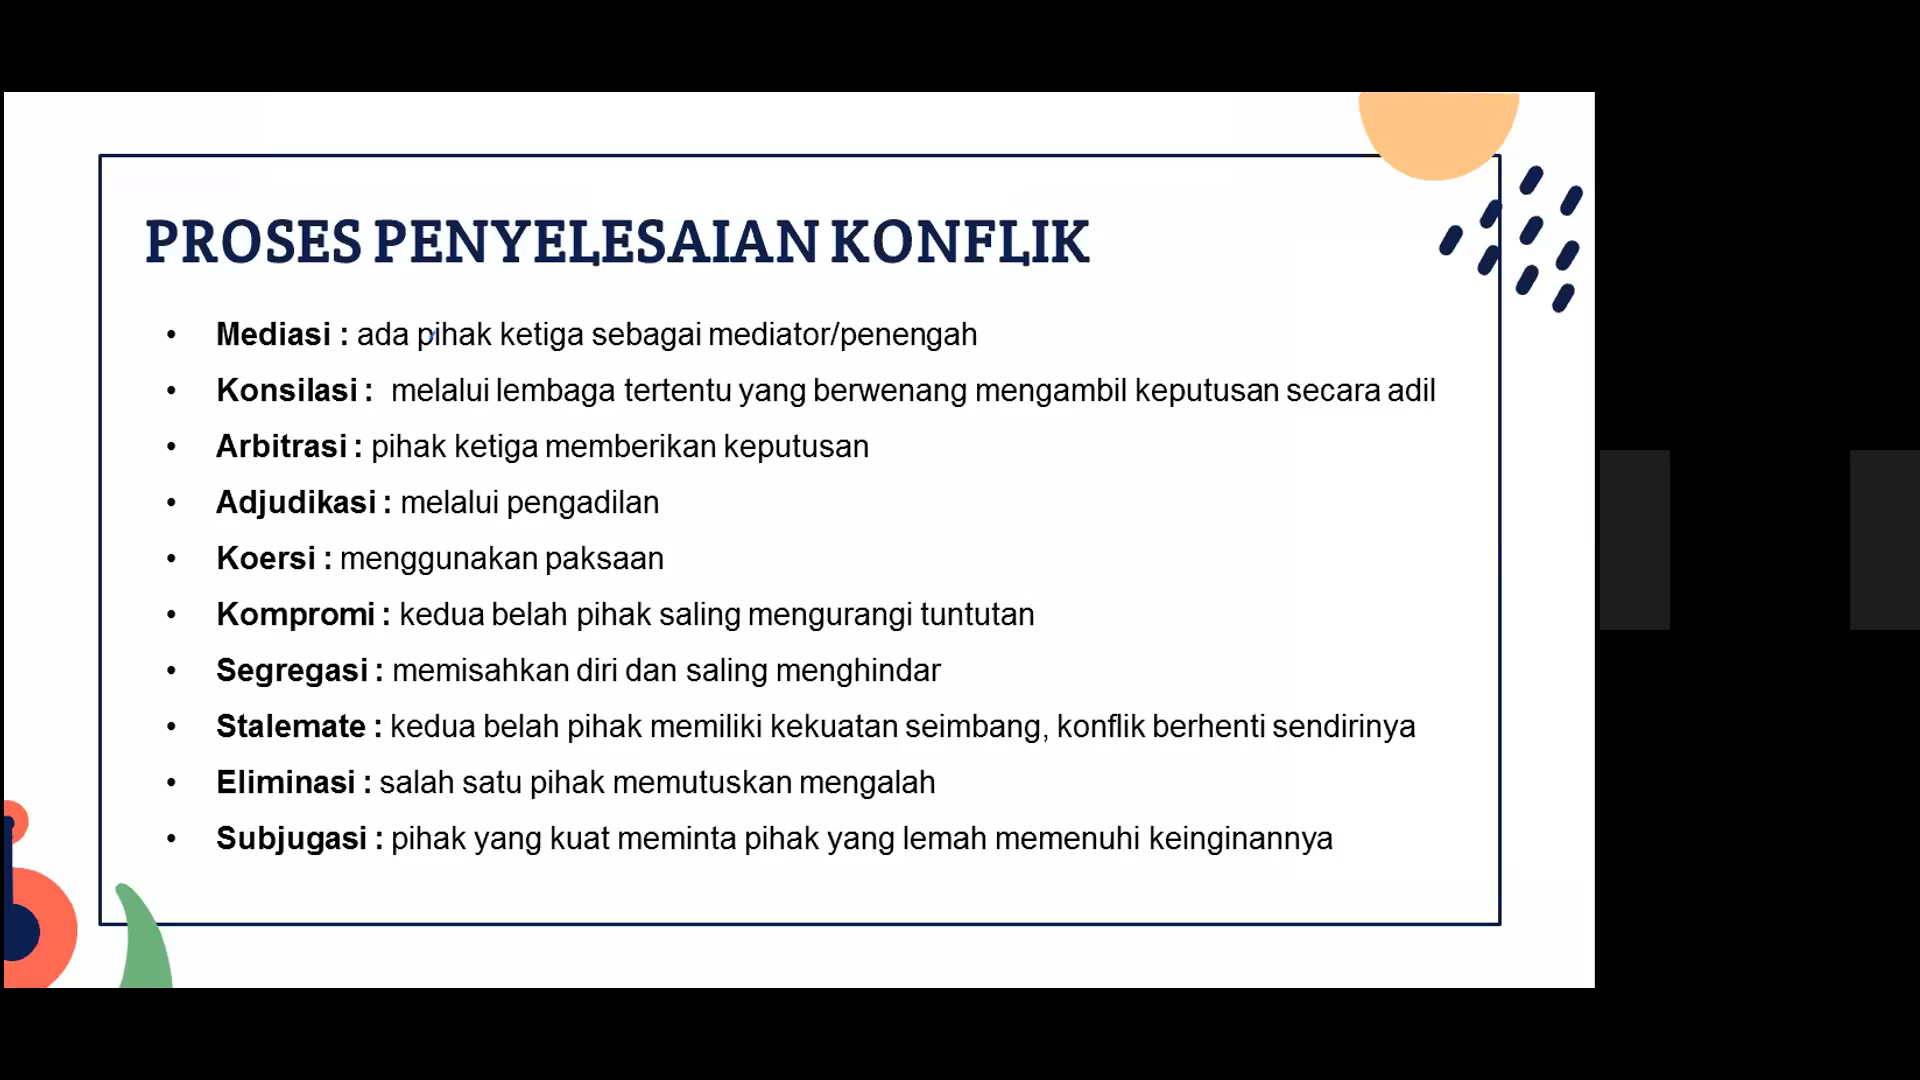 PROSES PENYELESAIAN KONFLIK
• Mediasi : ada pihak ketiga sebagai mediator/penengah
• Konsilasi : melalui lembaga tertentu yang berwenang mengambil keputusan secara adil
• Arbitrasi : pihak ketiga memberikan keputusan
• Adjudikasi : melalui pengadilan
• Koersi : menggunakan paksaan
• Kompromi : kedua belah pihak saling mengurangi tuntutan
• Segregasi : memisahkan diri dan saling menghindar
• Stalemate : kedua belah pihak memiliki kekuatan seimbang, konflik berhenti sendirinya
• Eliminasi : salah satu pihak memutuskan mengalah
• Subjugasi : pihak yang kuat meminta pihak yang lemah memenuhi keinginannya